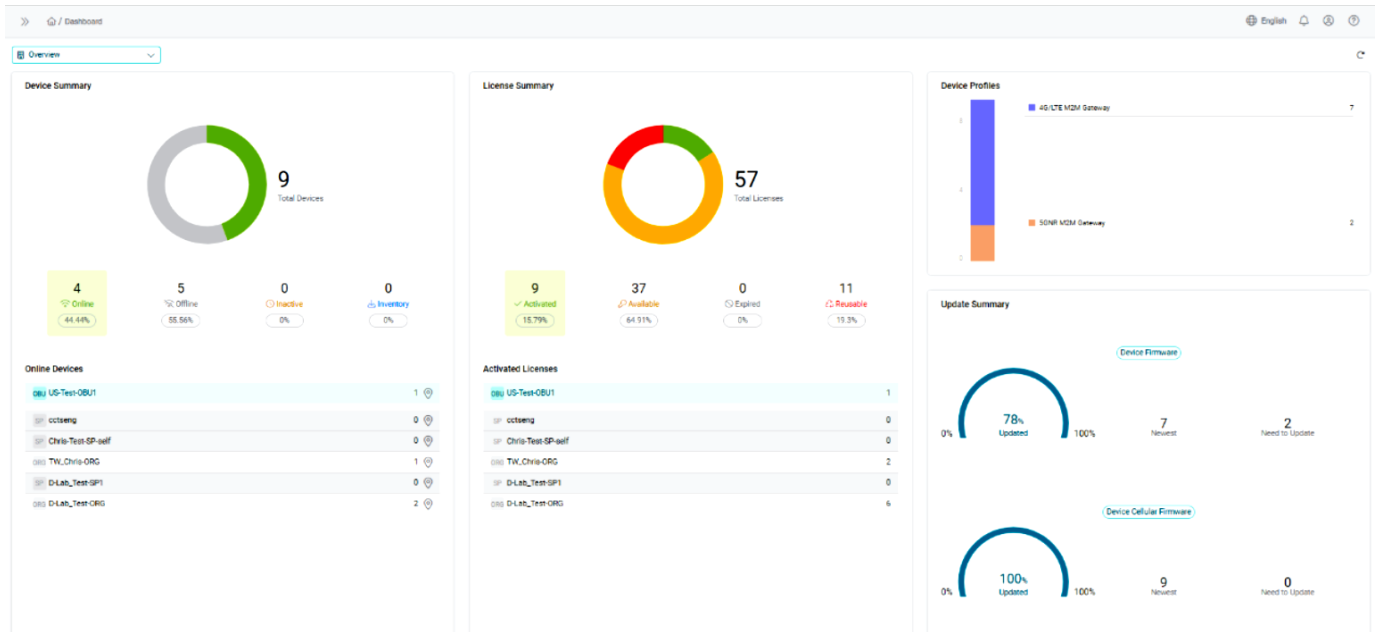 / Dashboard
English
Overview
Device Summary
9
Total Devices
4
Online
44.44%
5
Offline
55.56%
0
Inactive
0%
0
Inventory
0%
Online Devices
OBU US-Test-OBU1 1
SP cctseng 0
SP Chris-Test-SP-self 0
ORG TW_Chris-ORG 1
SP D-Lab_Test-SP1 0
ORG D-Lab_Test-ORG 2
License Summary
57
Total Licenses
9
Activated
15.79%
37
Available
64.91%
0
Expired
0%
11
Reusable
19.3%
Activated Licenses
OBU US-Test-OBU1 1
SP cctseng 0
SP Chris-Test-SP-self 0
ORG TW_Chris-ORG 2
SP D-Lab_Test-SP1 0
ORG D-Lab_Test-ORG 6
Device Profiles
4G/LTE M2M Gateway 7
4
5GNR M2M Gateway 2
0
Update Summary
Device Firmware
78%
Updated
0%
100%
7
Newest
2
Need to Update
Device Cellular Firmware
100%
Updated
0%
100%
9
Newest
0
Need to Update